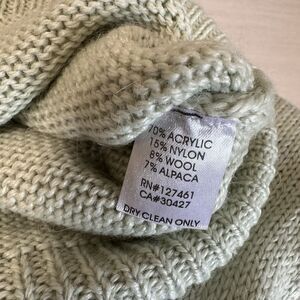 70% ACRYLIC
15% NYLON
8% WOOL
7% ALPACA
RN#127461
CA#30427
DRY CLEAN ONLY